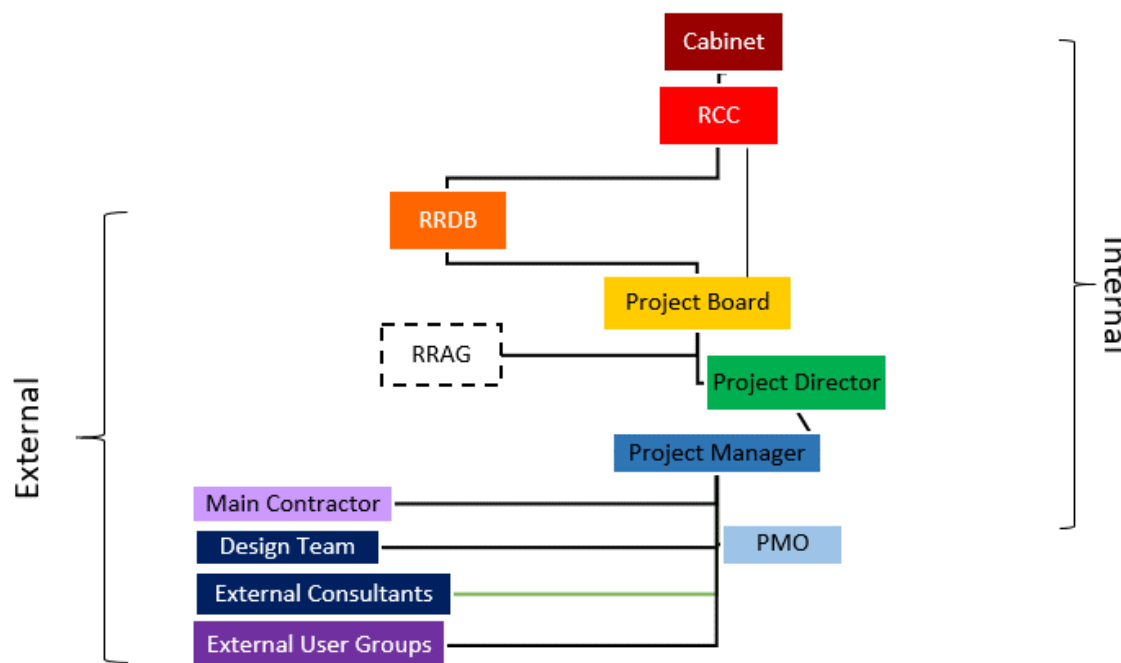 Cabinet
RCC
RRDB
Project Board
RRAG
Project Director
Project Manager
Main Contractor
Design Team
PMO
External Consultants
External User Groups
External
Internal